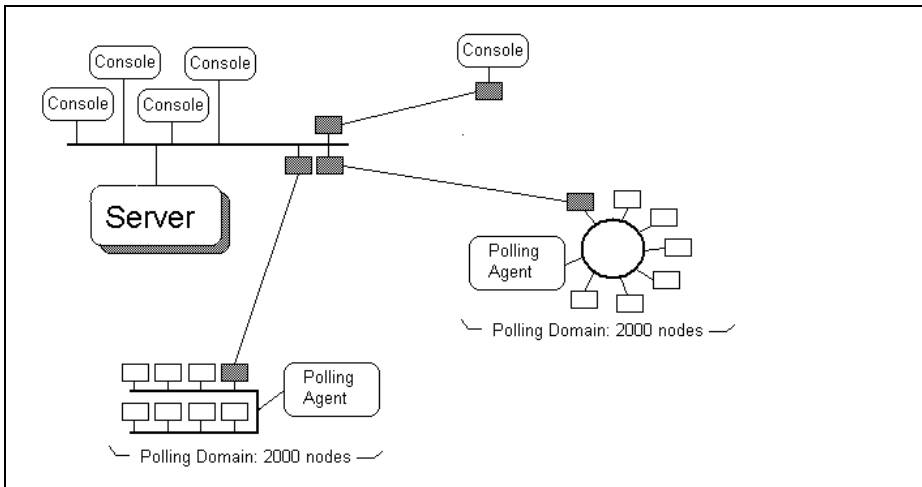 Console
Console
Console
Console
Console
Server
Polling
Agent
Polling Domain: 2000 nodes
Polling
Agent
Polling Domain: 2000 nodes